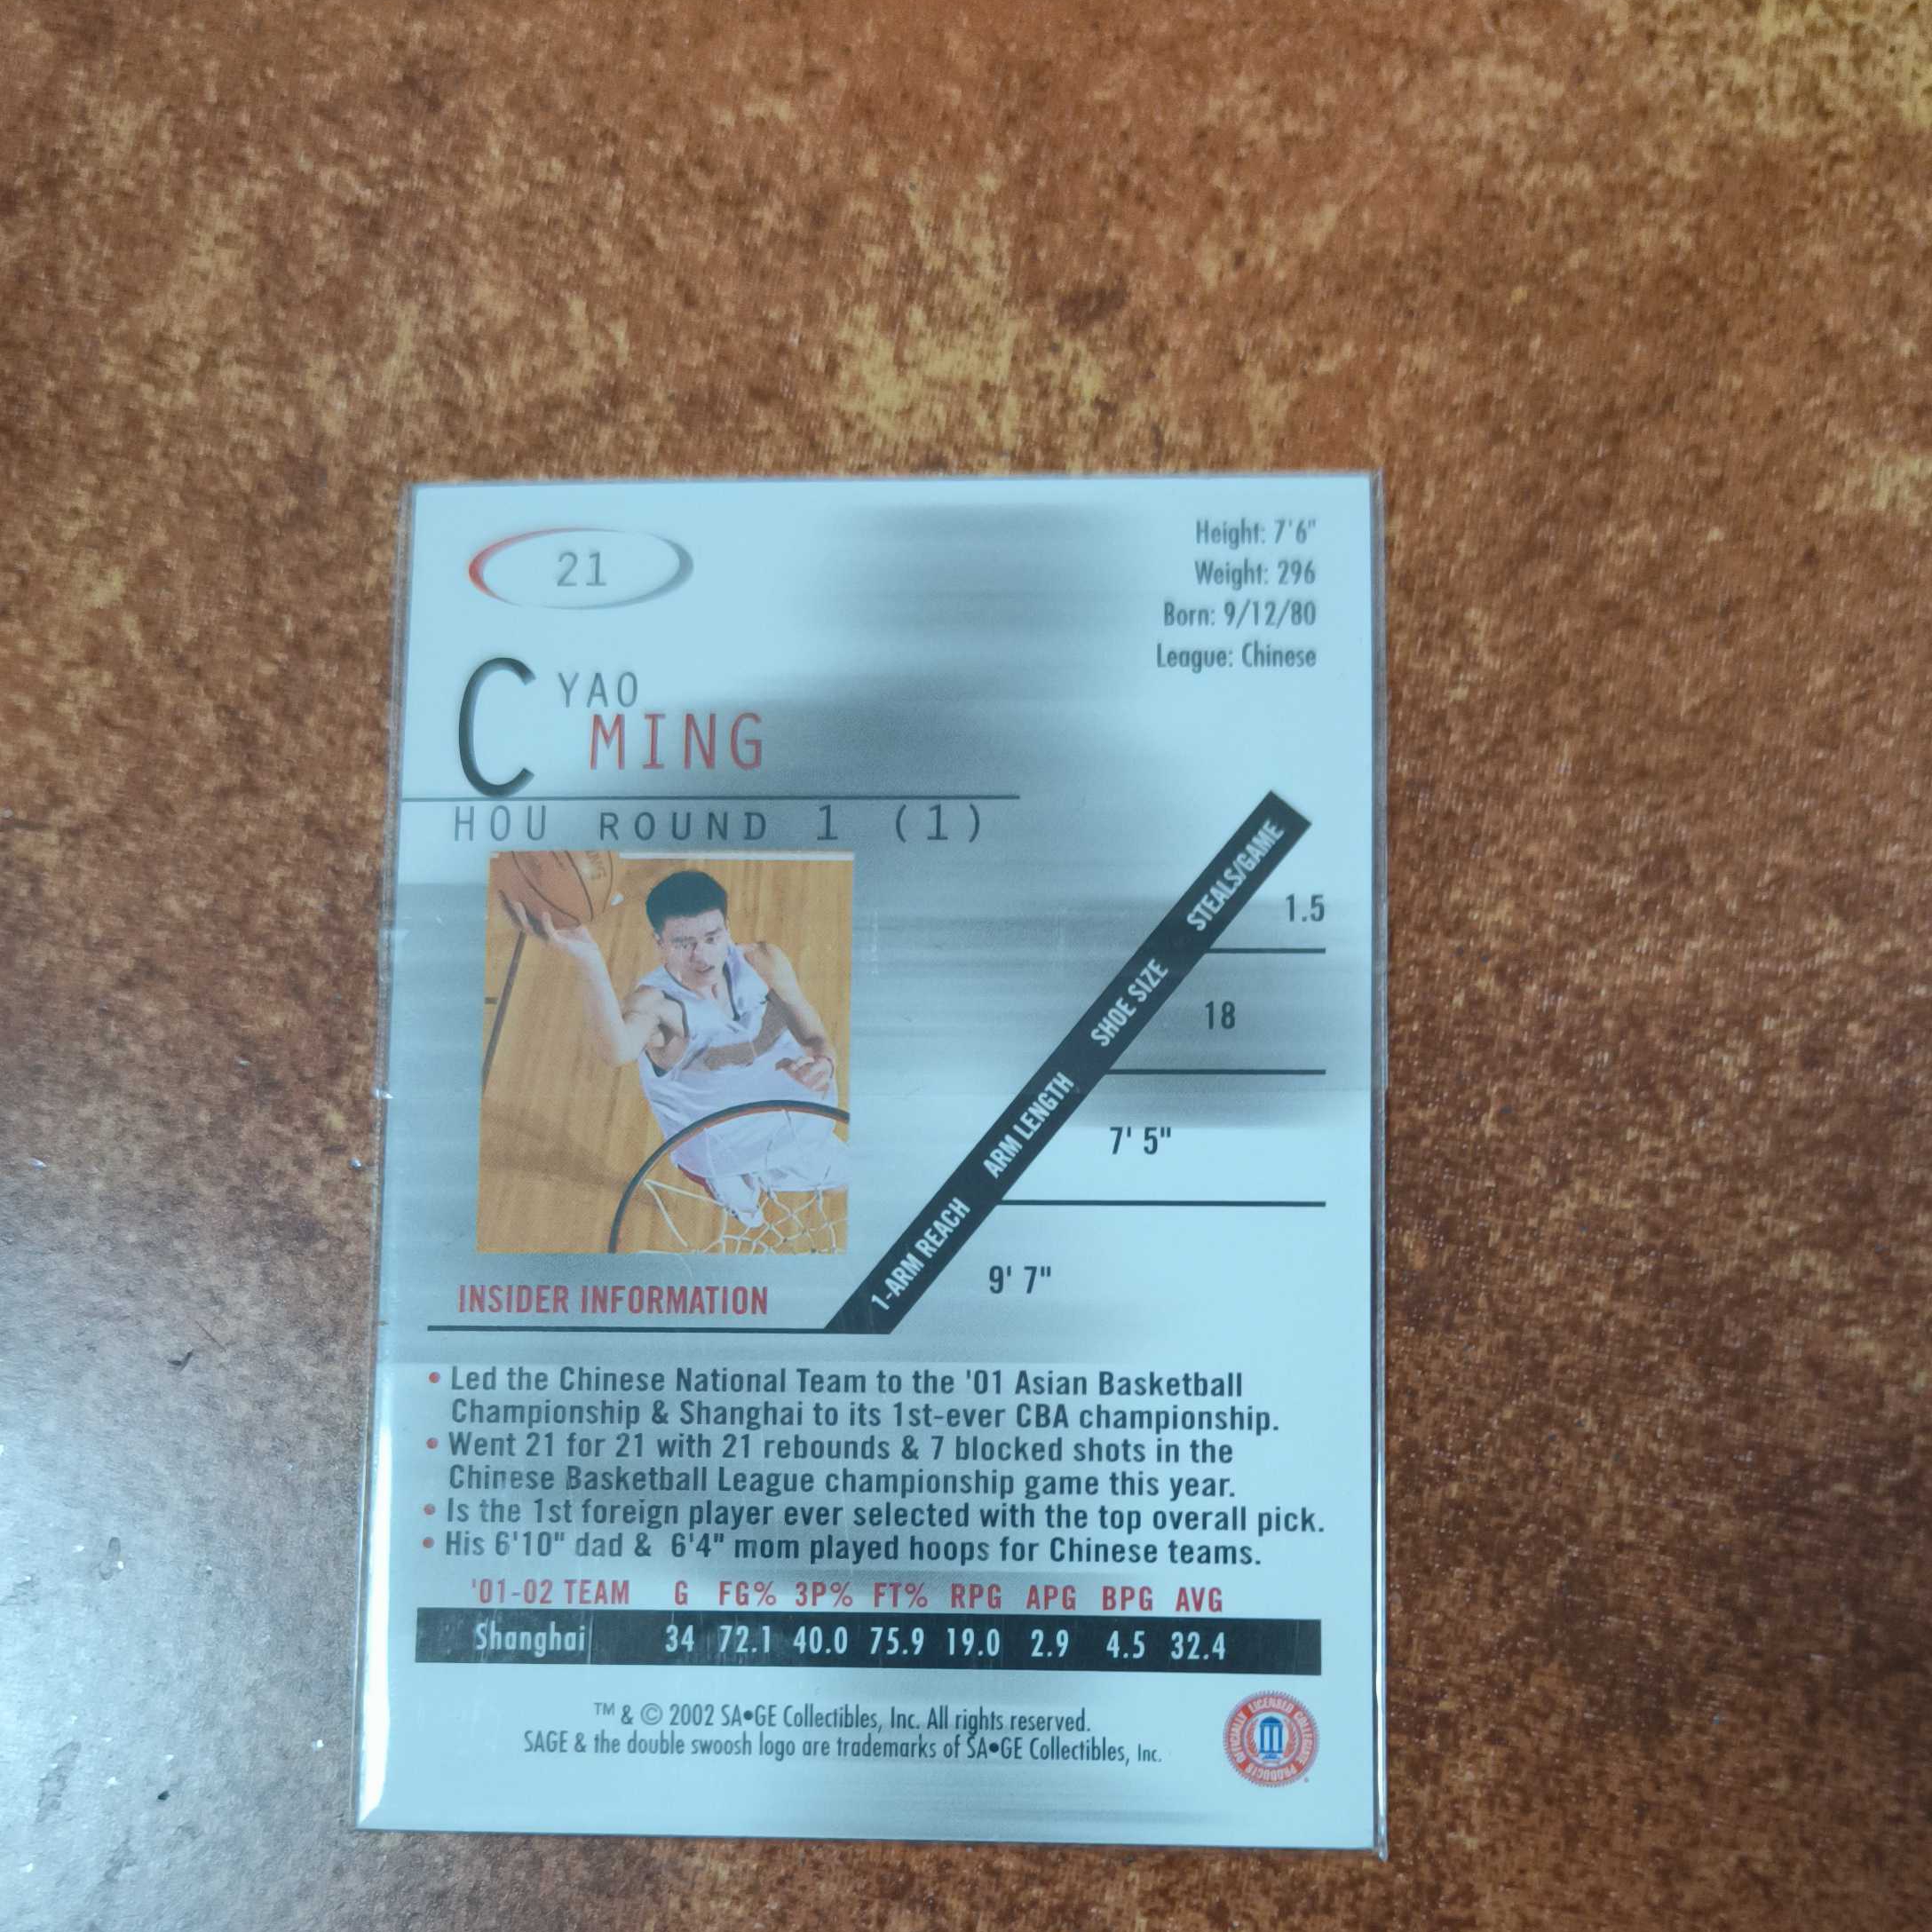 21
Height: 7'6"
Weight: 296
Born: 9/12/80
League: Chinese
C YAO
MING
HOU ROUND 1 (1)
STEALS/GAME 1.5
SHOE SIZE 18
ARM LENGTH 7' 5"
1-ARM REACH 9' 7"
INSIDER INFORMATION
• Led the Chinese National Team to the '01 Asian Basketball
Championship & Shanghai to its 1st-ever CBA championship.
• Went 21 for 21 with 21 rebounds & 7 blocked shots in the
Chinese Basketball League championship game this year.
• Is the 1st foreign player ever selected with the top overall pick.
• His 6'10" dad & 6'4" mom played hoops for Chinese teams.
'01-02 TEAM G FG% 3P% FT% RPG APG BPG AVG
Shanghai 34 72.1 40.0 75.9 19.0 2.9 4.5 32.4
™ & © 2002 SA•GE Collectibles, Inc. All rights reserved.
SAGE & the double swoosh logo are trademarks of SA•GE Collectibles, Inc.
OFFICIALLY LICENSED COLLEGIATE PRODUCTS